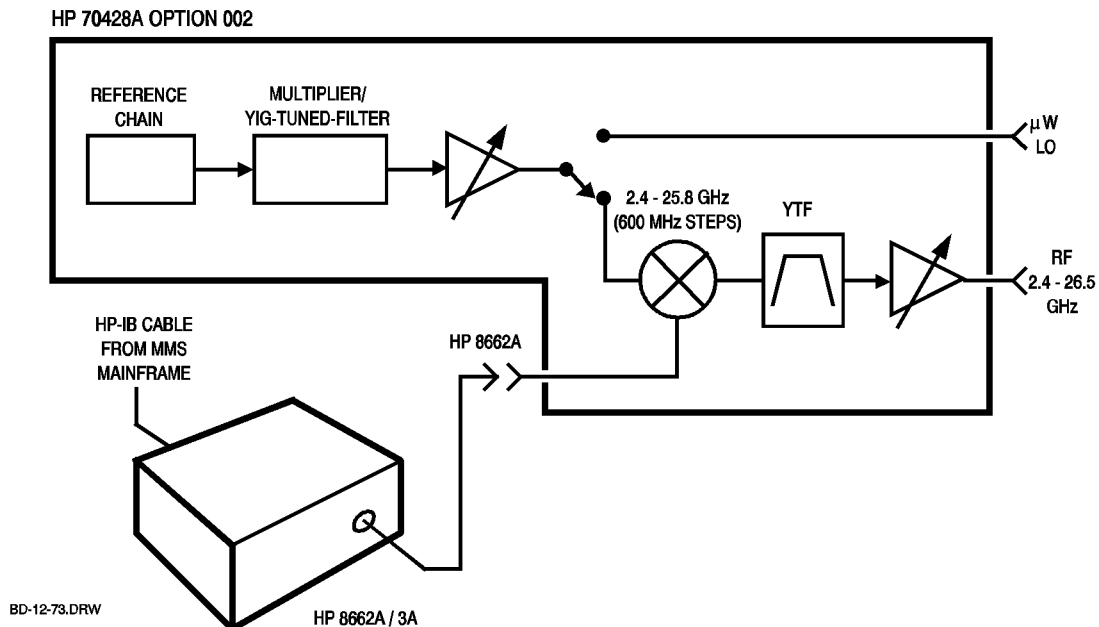 HP 70428A OPTION 002
REFERENCE
CHAIN
MULTIPLIER/
YIG-TUNED-FILTER
µW
LO
2.4 - 25.8 GHz
(600 MHz STEPS)
YTF
RF
2.4 - 26.5
GHz
HP-IB CABLE
FROM MMS
MAINFRAME
HP 8662A
BD-12-73.DRW
HP 8662A / 3A